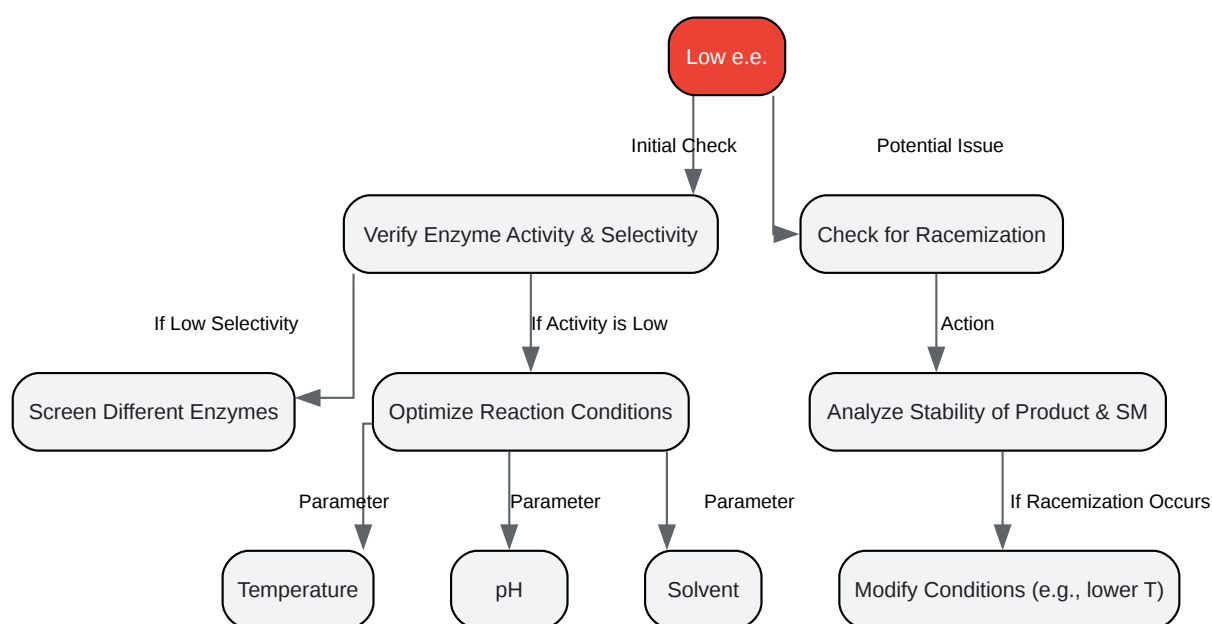 Low e.e.
Initial Check
Potential Issue
Verify Enzyme Activity & Selectivity
Check for Racemization
If Low Selectivity
If Activity is Low
Action
Screen Different Enzymes
Optimize Reaction Conditions
Analyze Stability of Product & SM
Parameter
Parameter
Parameter
If Racemization Occurs
Temperature
pH
Solvent
Modify Conditions (e.g., lower T)